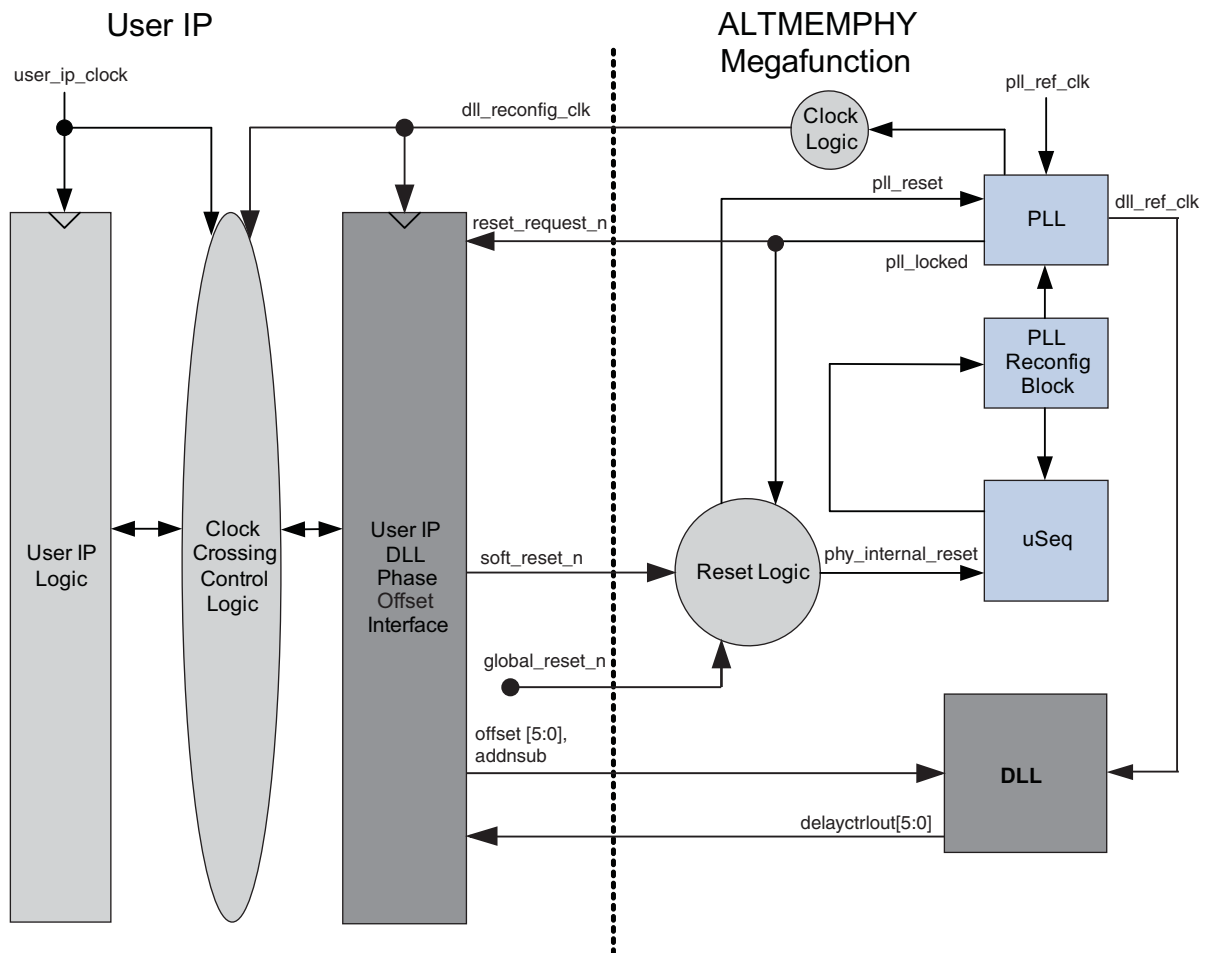 User IP
ALTMEMPHY
Megafunction
user_ip_clock
pll_ref_clk
dll_reconfig_clk
Clock
Logic
pll_reset
PLL
dll_ref_clk
reset_request_n
pll_locked
PLL
Reconfig
Block
User IP
Logic
Clock
Crossing
Control
Logic
User IP
DLL
Phase
Offset
Interface
soft_reset_n
Reset Logic
phy_internal_reset
uSeq
global_reset_n
offset [5:0],
addnsub
DLL
delayctrlout[5:0]